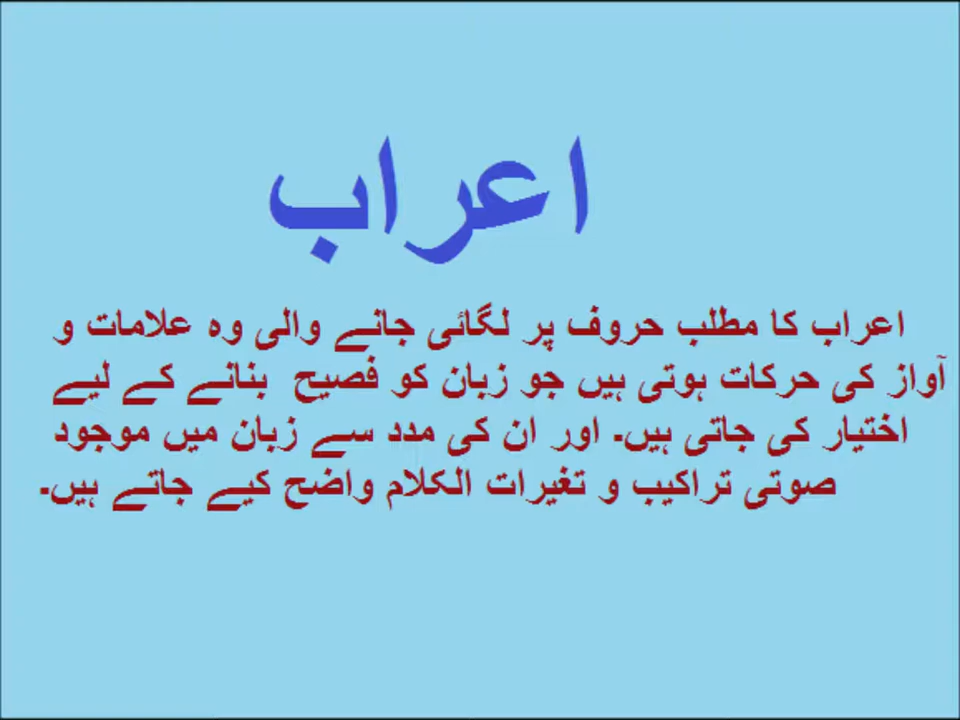 اعراب
اعراب کا مطلب حروف پر لگائی جانے والی وہ علامات و
آواز کی حرکات ہوتی ہیں جو زبان کو فصیح بنانے کے لیے
اختیار کی جاتی ہیں۔ اور ان کی مدد سے زبان میں موجود
صوتی تراکیب و تغیرات الکلام واضح کیے جاتے ہیں۔